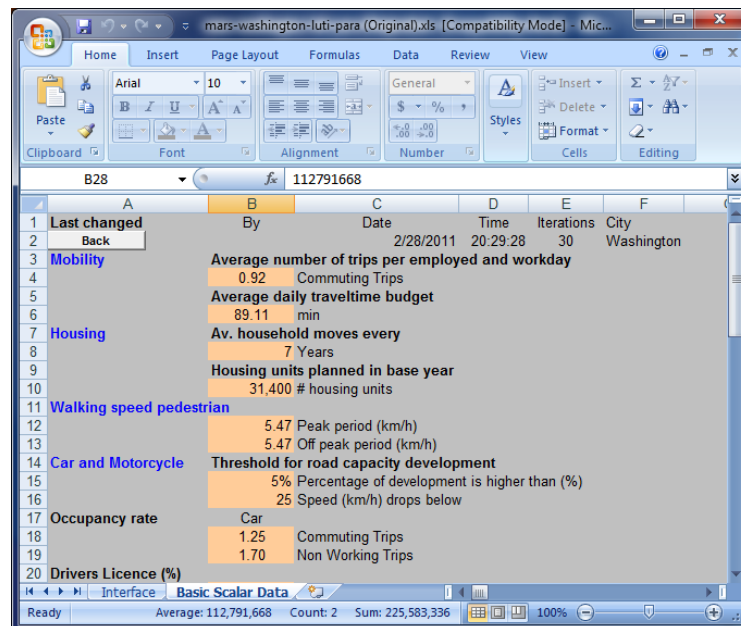 mars-washington-luti-para (Original).xls [Compatibility Mode] - Mic...
Home Insert Page Layout Formulas Data Review View
Paste
Arial 10
B I U A A
General
$ % ,
.0 .00 .00 .0
Styles
Insert
Delete
Format
Σ
Clipboard Font Alignment Number Cells Editing
B28 fx 112791668
A B C D E F
1 Last changed By Date Time Iterations City
2 Back 2/28/2011 20:29:28 30 Washington
3 Mobility Average number of trips per employed and workday
4 0.92 Commuting Trips
5 Average daily traveltime budget
6 89.11 min
7 Housing Av. household moves every
8 7 Years
9 Housing units planned in base year
10 31,400 # housing units
11 Walking speed pedestrian
12 5.47 Peak period (km/h)
13 5.47 Off peak period (km/h)
14 Car and Motorcycle Threshold for road capacity development
15 5% Percentage of development is higher than (%)
16 25 Speed (km/h) drops below
17 Occupancy rate Car
18 1.25 Commuting Trips
19 1.70 Non Working Trips
20 Drivers Licence (%)
Interface Basic Scalar Data
Ready Average: 112,791,668 Count: 2 Sum: 225,583,336 100%